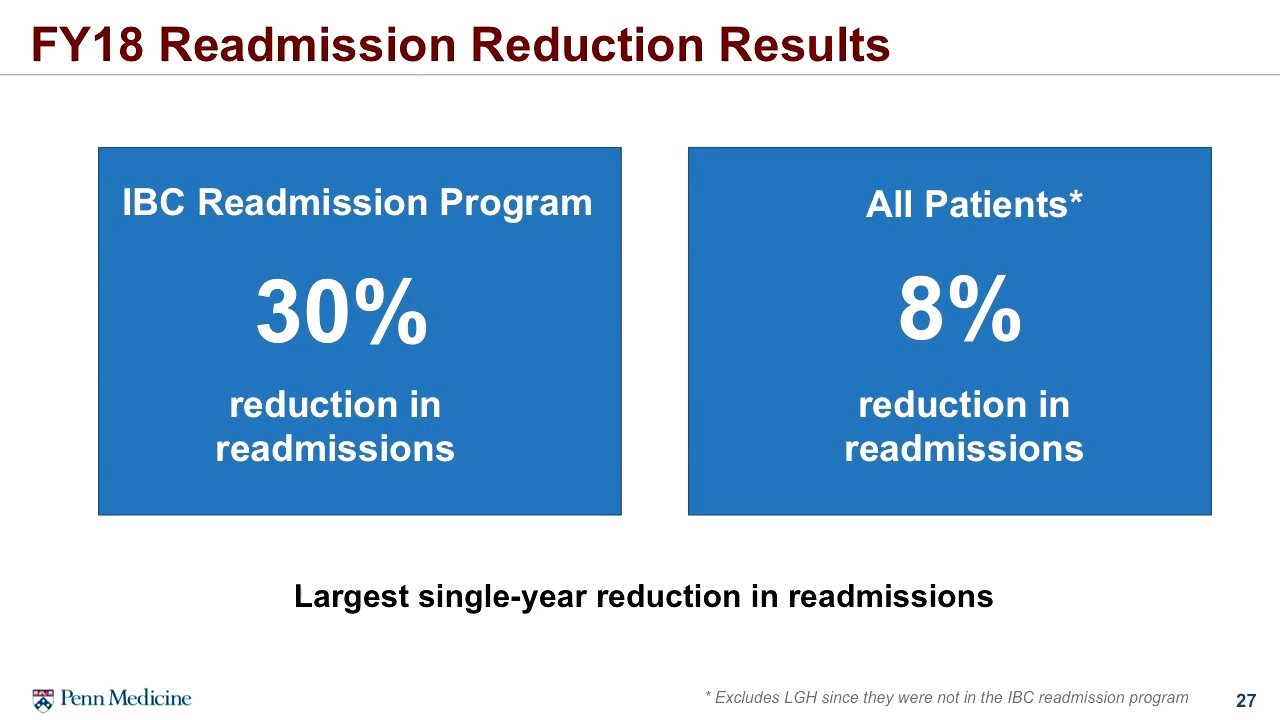 FY18 Readmission Reduction Results
IBC Readmission Program
30%
reduction in
readmissions
All Patients*
8%
reduction in
readmissions
Largest single-year reduction in readmissions
Penn Medicine
* Excludes LGH since they were not in the IBC readmission program
27